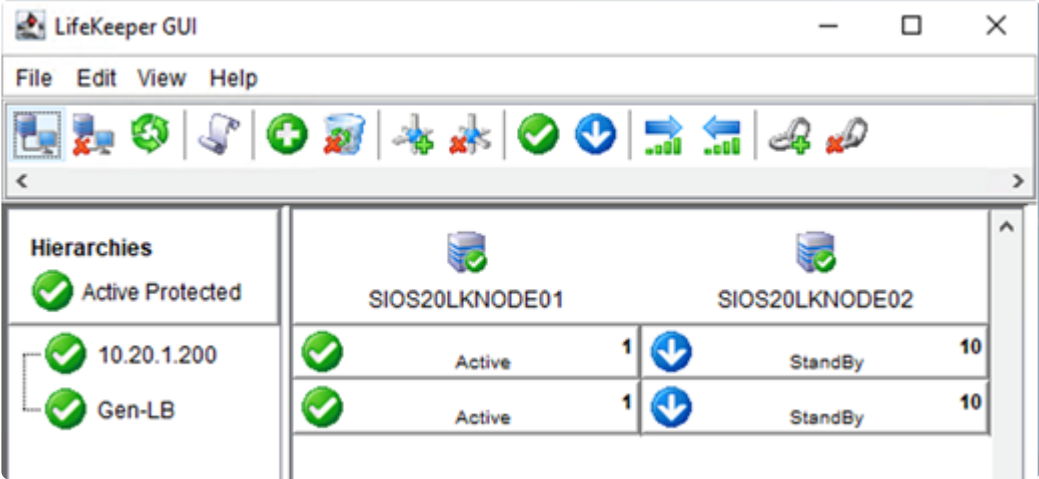 LifeKeeper GUI
File Edit View Help
Hierarchies
Active Protected
SIOS20LKNODE01 SIOS20LKNODE02
10.20.1.200 Active 1 StandBy 10
Gen-LB Active 1 StandBy 10